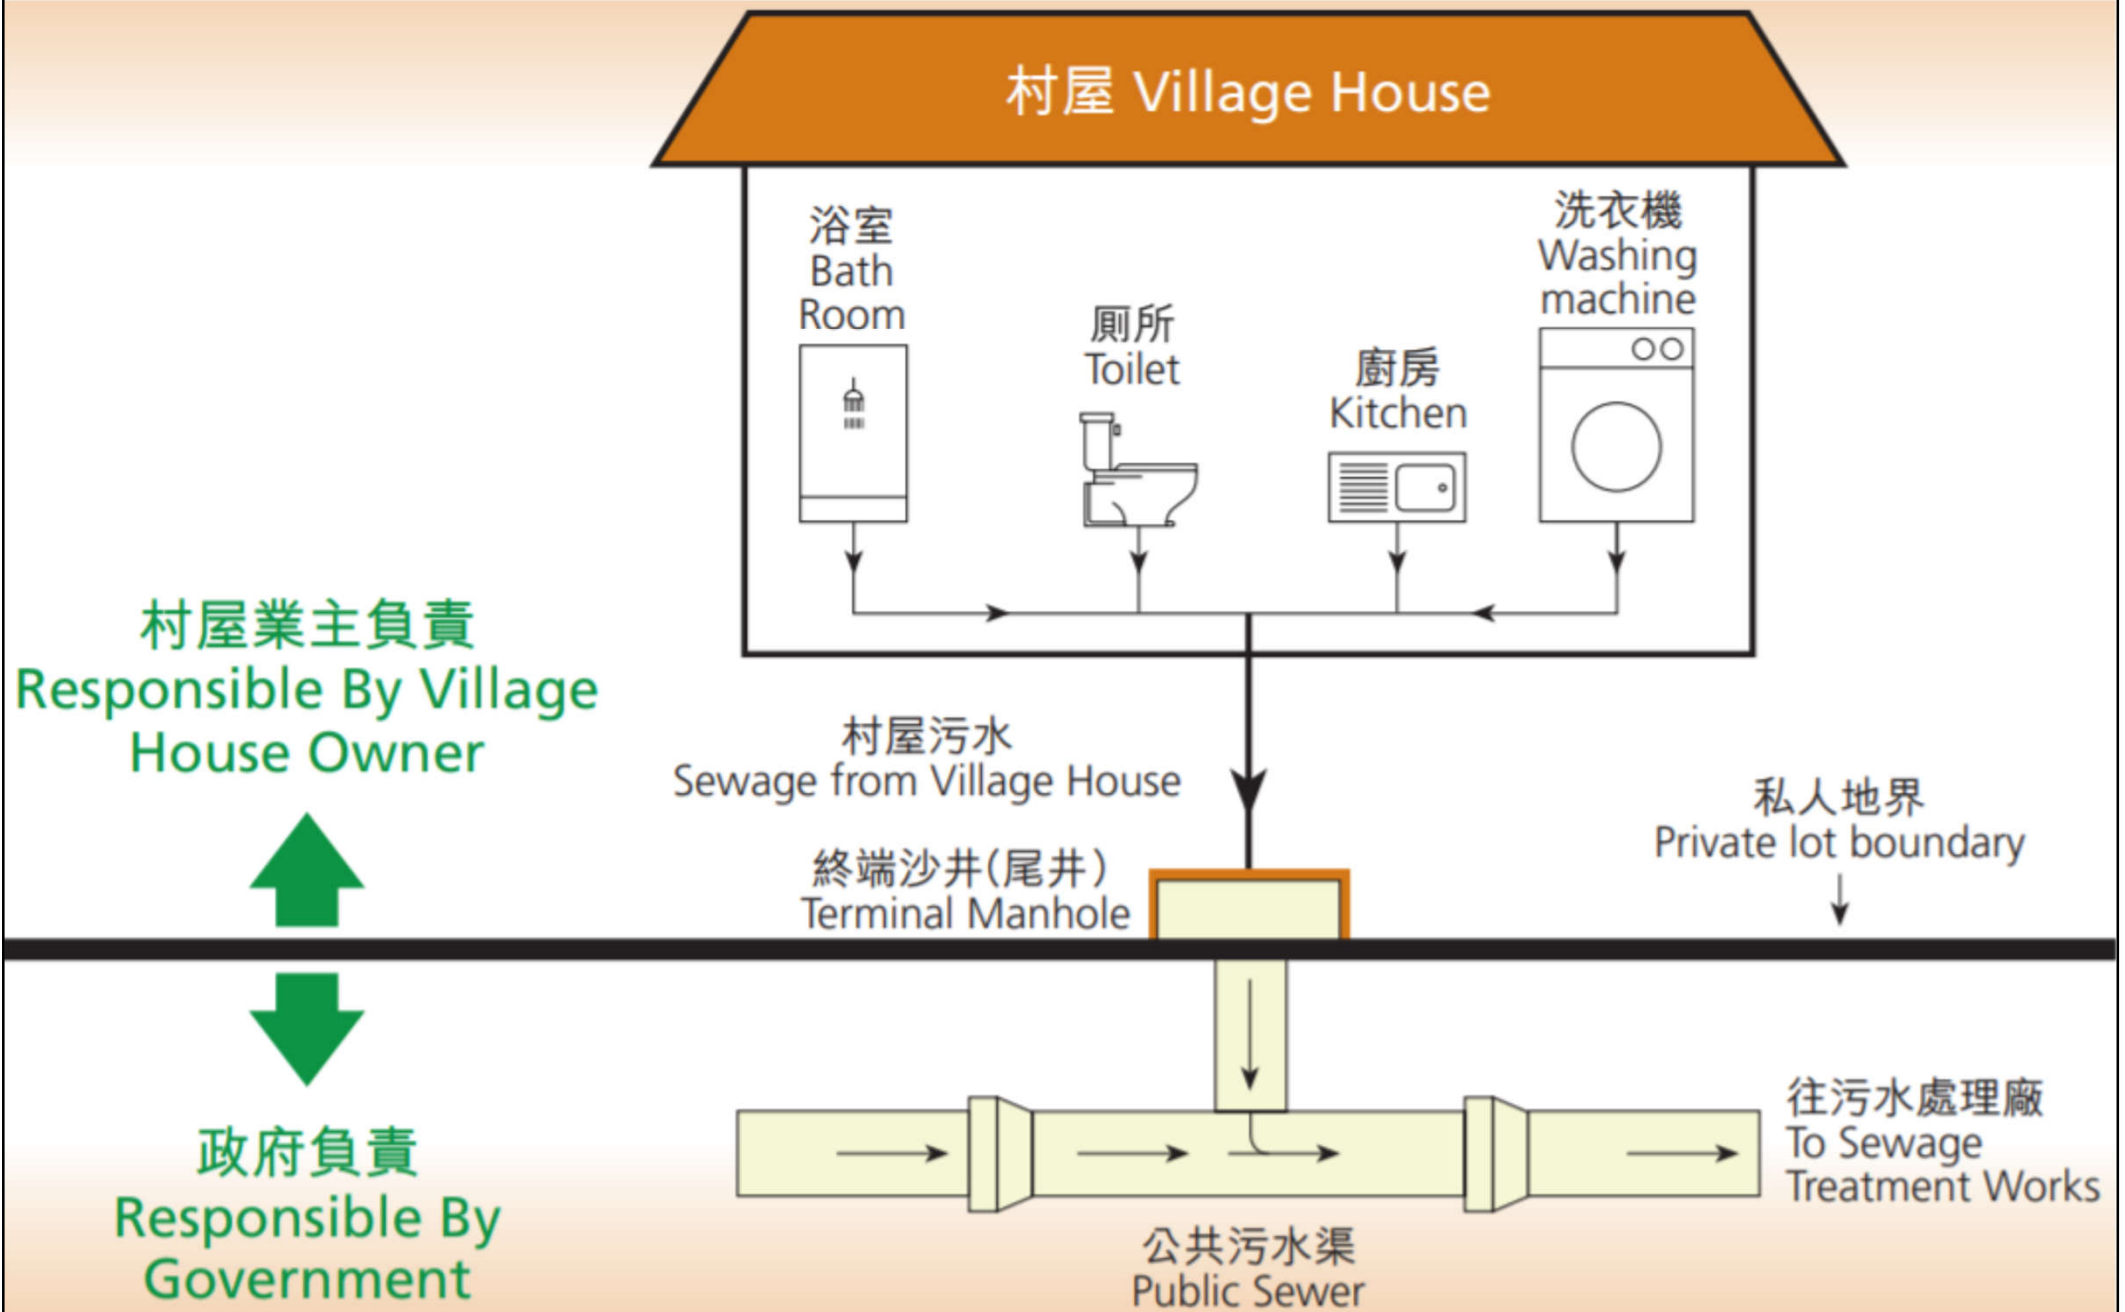 村屋 Village House
浴室
Bath
Room
厠所
Toilet
廚房
Kitchen
洗衣機
Washing
machine
村屋業主負責
Responsible By Village
House Owner
村屋污水
Sewage from Village House
終端沙井(尾井)
Terminal Manhole
私人地界
Private lot boundary
政府負責
Responsible By
Government
往污水處理廠
To Sewage
Treatment Works
公共污水渠
Public Sewer